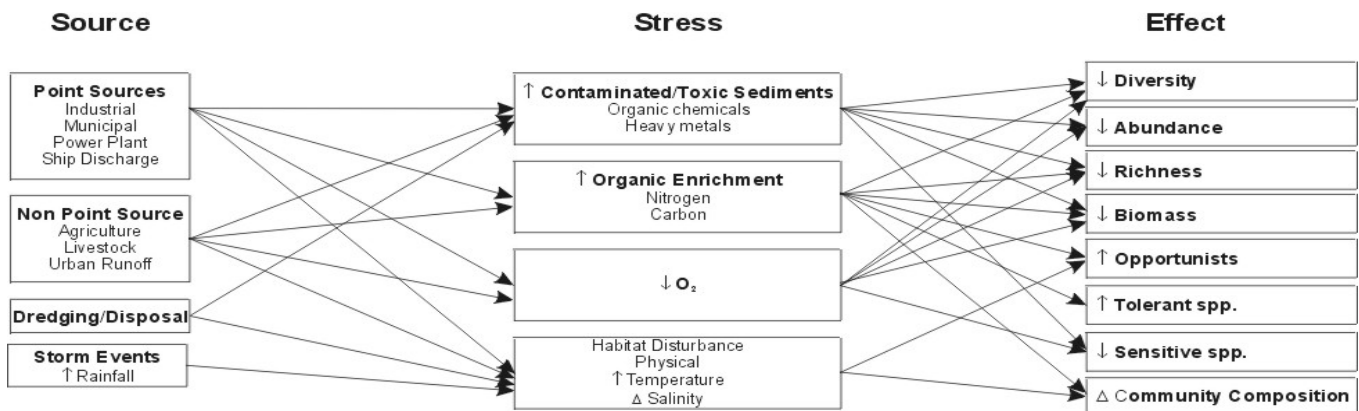 Source
Stress
Effect
Point Sources
Industrial
Municipal
Power Plant
Ship Discharge
Non Point Source
Agriculture
Livestock
Urban Runoff
Dredging/Disposal
Storm Events
↑ Rainfall
↑ Contaminated/Toxic Sediments
Organic chemicals
Heavy metals
↑ Organic Enrichment
Nitrogen
Carbon
↓ O₂
Habitat Disturbance
Physical
↑ Temperature
Δ Salinity
↓ Diversity
↓ Abundance
↓ Richness
↓ Biomass
↑ Opportunists
↑ Tolerant spp.
↓ Sensitive spp.
Δ Community Composition